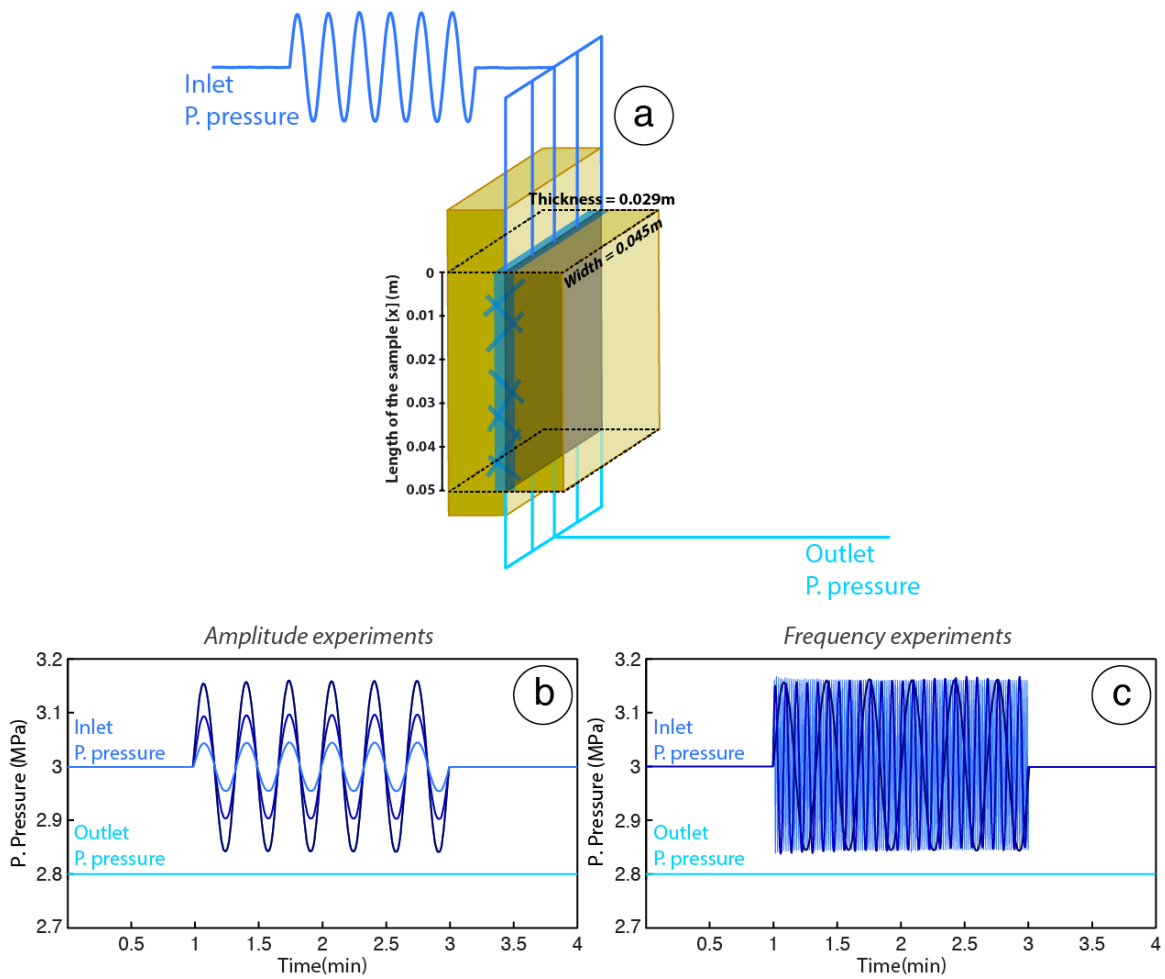 Inlet
P. pressure
a
Thickness = 0.029m
Width = 0.045m
Length of the sample [x] (m)
0
0.01
0.02
0.03
0.04
0.05
Outlet
P. pressure
Amplitude experiments
b
P. Pressure (MPa)
3.2
3.1
3
2.9
2.8
2.7
Inlet
P. pressure
Outlet
P. pressure
0.5 1 1.5 2 2.5 3 3.5 4
Time(min)
Frequency experiments
c
P. Pressure (MPa)
3.2
3.1
3
2.9
2.8
2.7
Inlet
P. pressure
Outlet
P. pressure
0.5 1 1.5 2 2.5 3 3.5 4
Time(min)